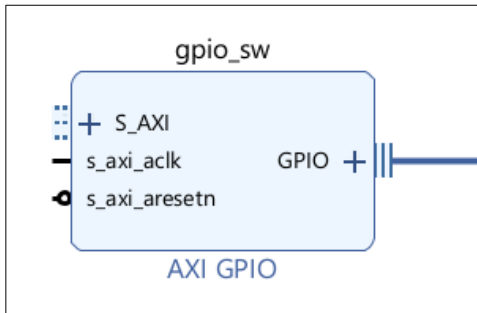 gpio_sw
S_AXI
s_axi_aclk
GPIO
s_axi_aresetn
AXI GPIO